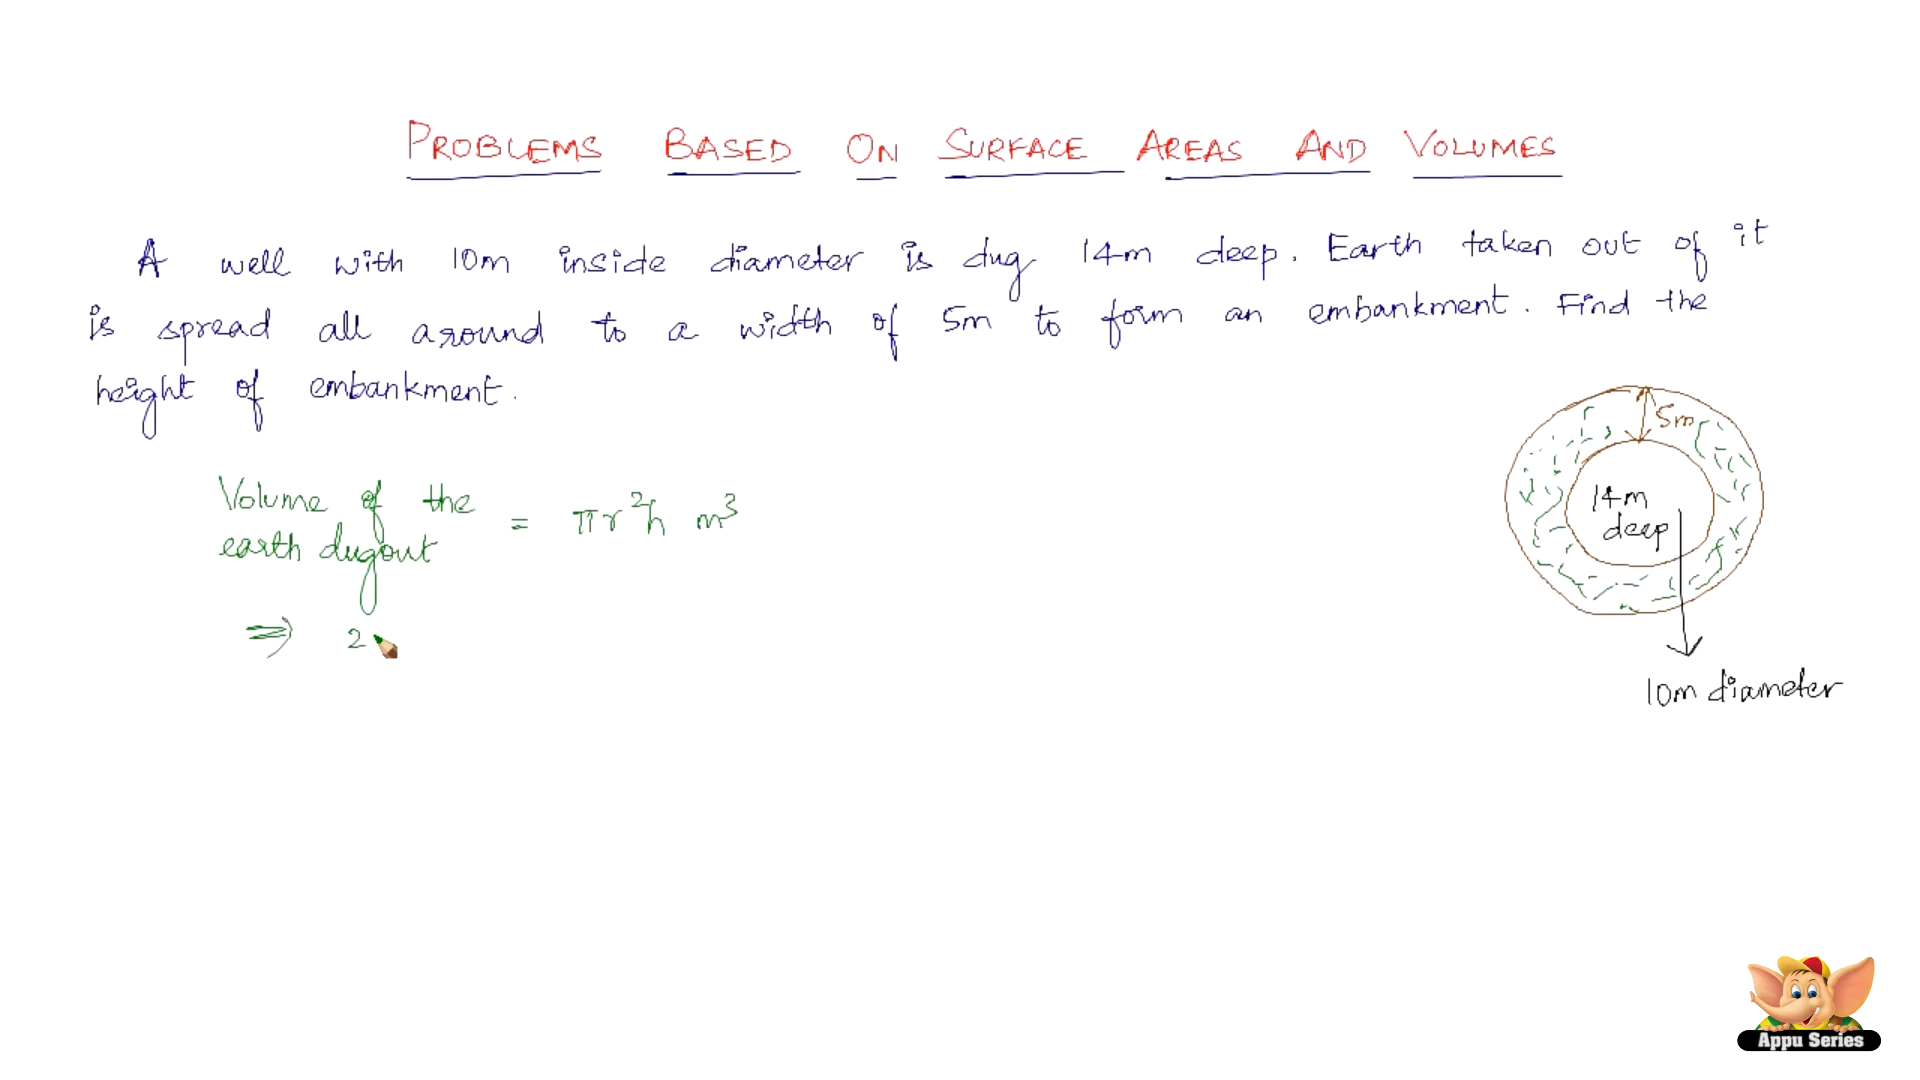 PROBLEMS BASED ON SURFACE AREAS AND VOLUMES
A well with 10m inside diameter is dug 14m deep. Earth taken out of it
is spread all around to a width of 5m to form an embankment. Find the
height of embankment.
5m
14m
deep
10m diameter
Volume of the
earth dugout = πr²h m³
⇒ 2
Appu Series